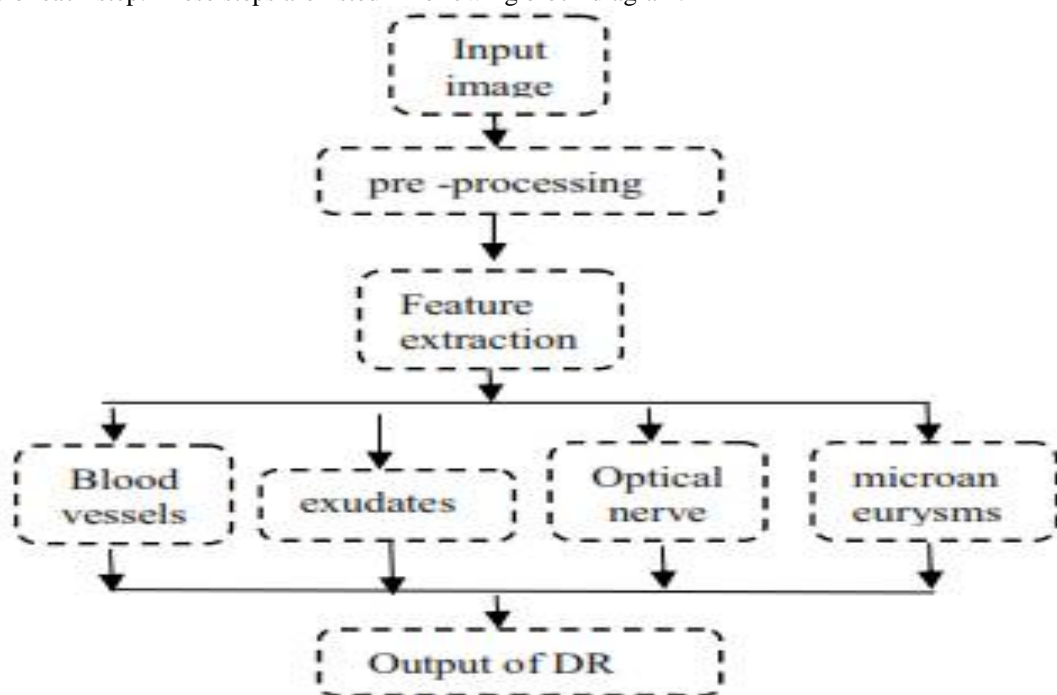 Input
image
pre -processing
Feature
extraction
Blood
vessels
exudates
Optical
nerve
microan
eurysms
Output of DR